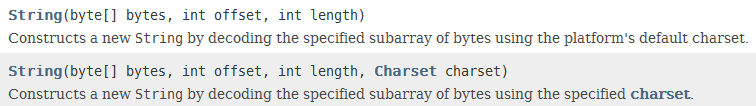 String(byte[] bytes, int offset, int length)
Constructs a new String by decoding the specified subarray of bytes using the platform's default charset.
String(byte[] bytes, int offset, int length, Charset charset)
Constructs a new String by decoding the specified subarray of bytes using the specified charset.